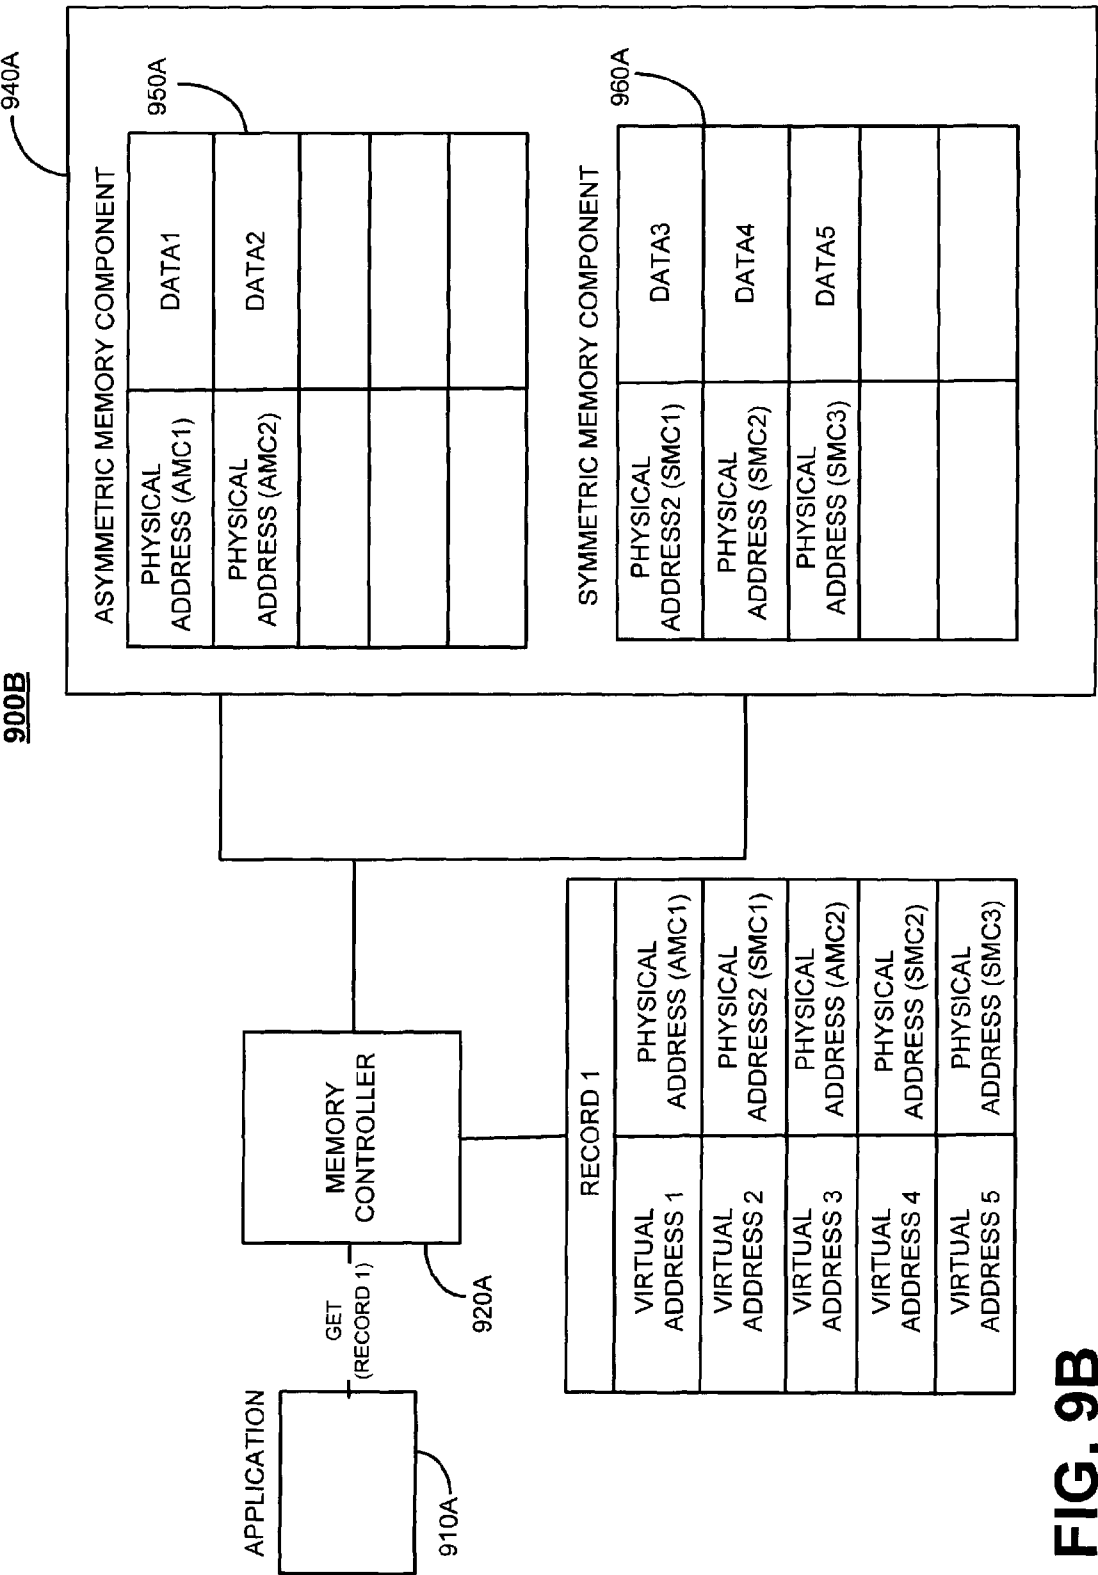 900B
940A
ASYMMETRIC MEMORY COMPONENT
950A
PHYSICAL
ADDRESS (AMC1)
DATA1
PHYSICAL
ADDRESS (AMC2)
DATA2
SYMMETRIC MEMORY COMPONENT
960A
PHYSICAL
ADDRESS2 (SMC1)
DATA3
PHYSICAL
ADDRESS (SMC2)
DATA4
PHYSICAL
ADDRESS (SMC3)
DATA5
APPLICATION
910A
GET
(RECORD 1)
MEMORY
CONTROLLER
920A
RECORD 1
VIRTUAL
ADDRESS 1
PHYSICAL
ADDRESS (AMC1)
VIRTUAL
ADDRESS 2
PHYSICAL
ADDRESS2 (SMC1)
VIRTUAL
ADDRESS 3
PHYSICAL
ADDRESS (AMC2)
VIRTUAL
ADDRESS 4
PHYSICAL
ADDRESS (SMC2)
VIRTUAL
ADDRESS 5
PHYSICAL
ADDRESS (SMC3)
FIG. 9B